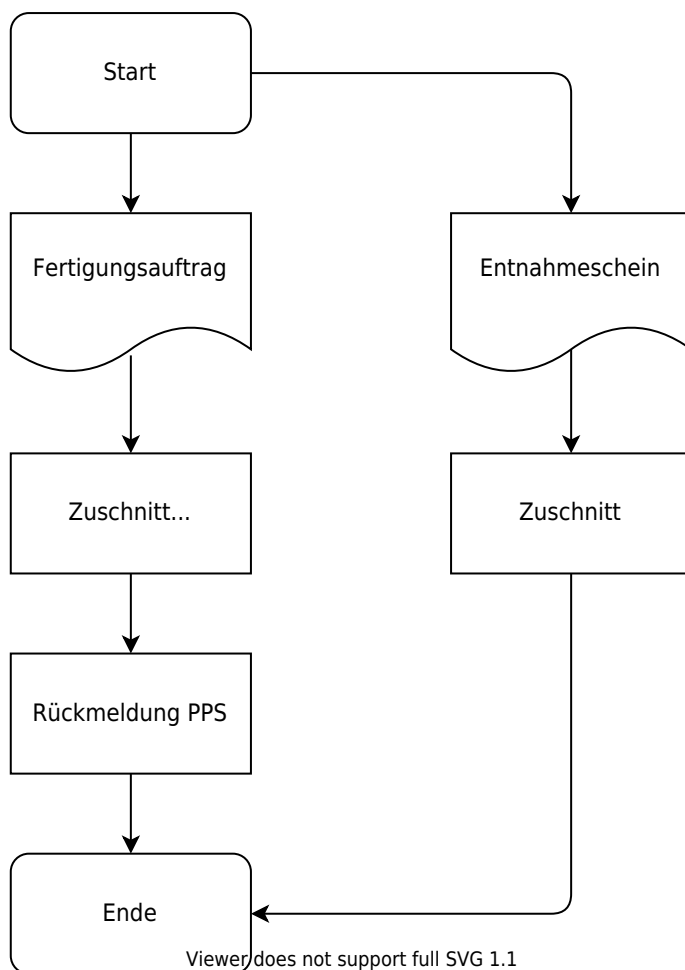 Start
Fertigungsauftrag
Entnahmeschein
Zuschnitt...
Zuschnitt
Rückmeldung PPS
Ende
Viewer does not support full SVG 1.1